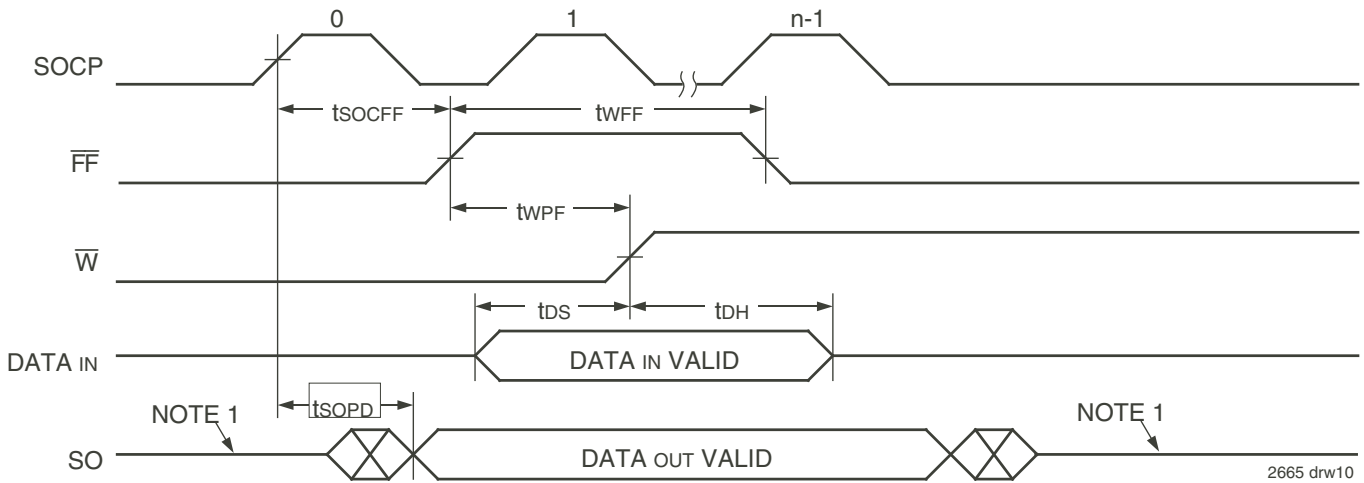 0 1 n-1
SOCP
tSOCFF tWFF
F̅F̅
tWPF
W̅
tDS tDH
DATA IN DATA IN VALID
tSOPD
NOTE 1 NOTE 1
SO DATA OUT VALID
2665 drw10